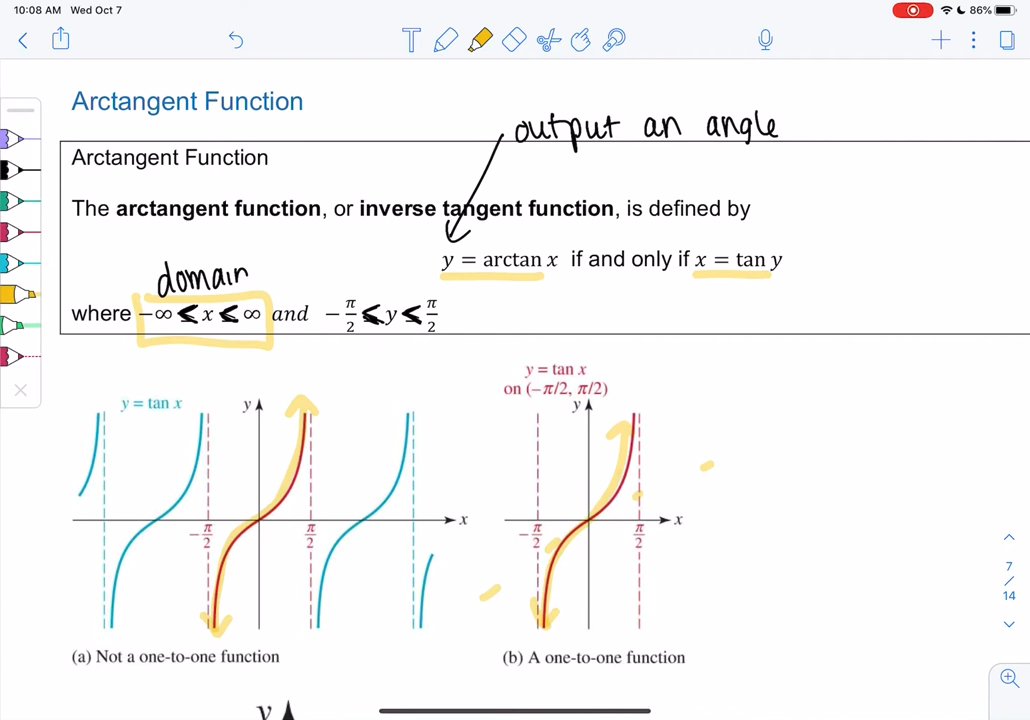 10:08 AM Wed Oct 7
86%
Arctangent Function
output an angle
Arctangent Function
The arctangent function, or inverse tangent function, is defined by
y = arctan x if and only if x = tan y
domain
where −∞ ≤ x ≤ ∞ and −π/2 ≤ y ≤ π/2
y = tan x
on (−π/2, π/2)
y = tan x
y
y
x
x
−π/2
π/2
−π/2
π/2
7
/
14
(a) Not a one-to-one function
(b) A one-to-one function
y